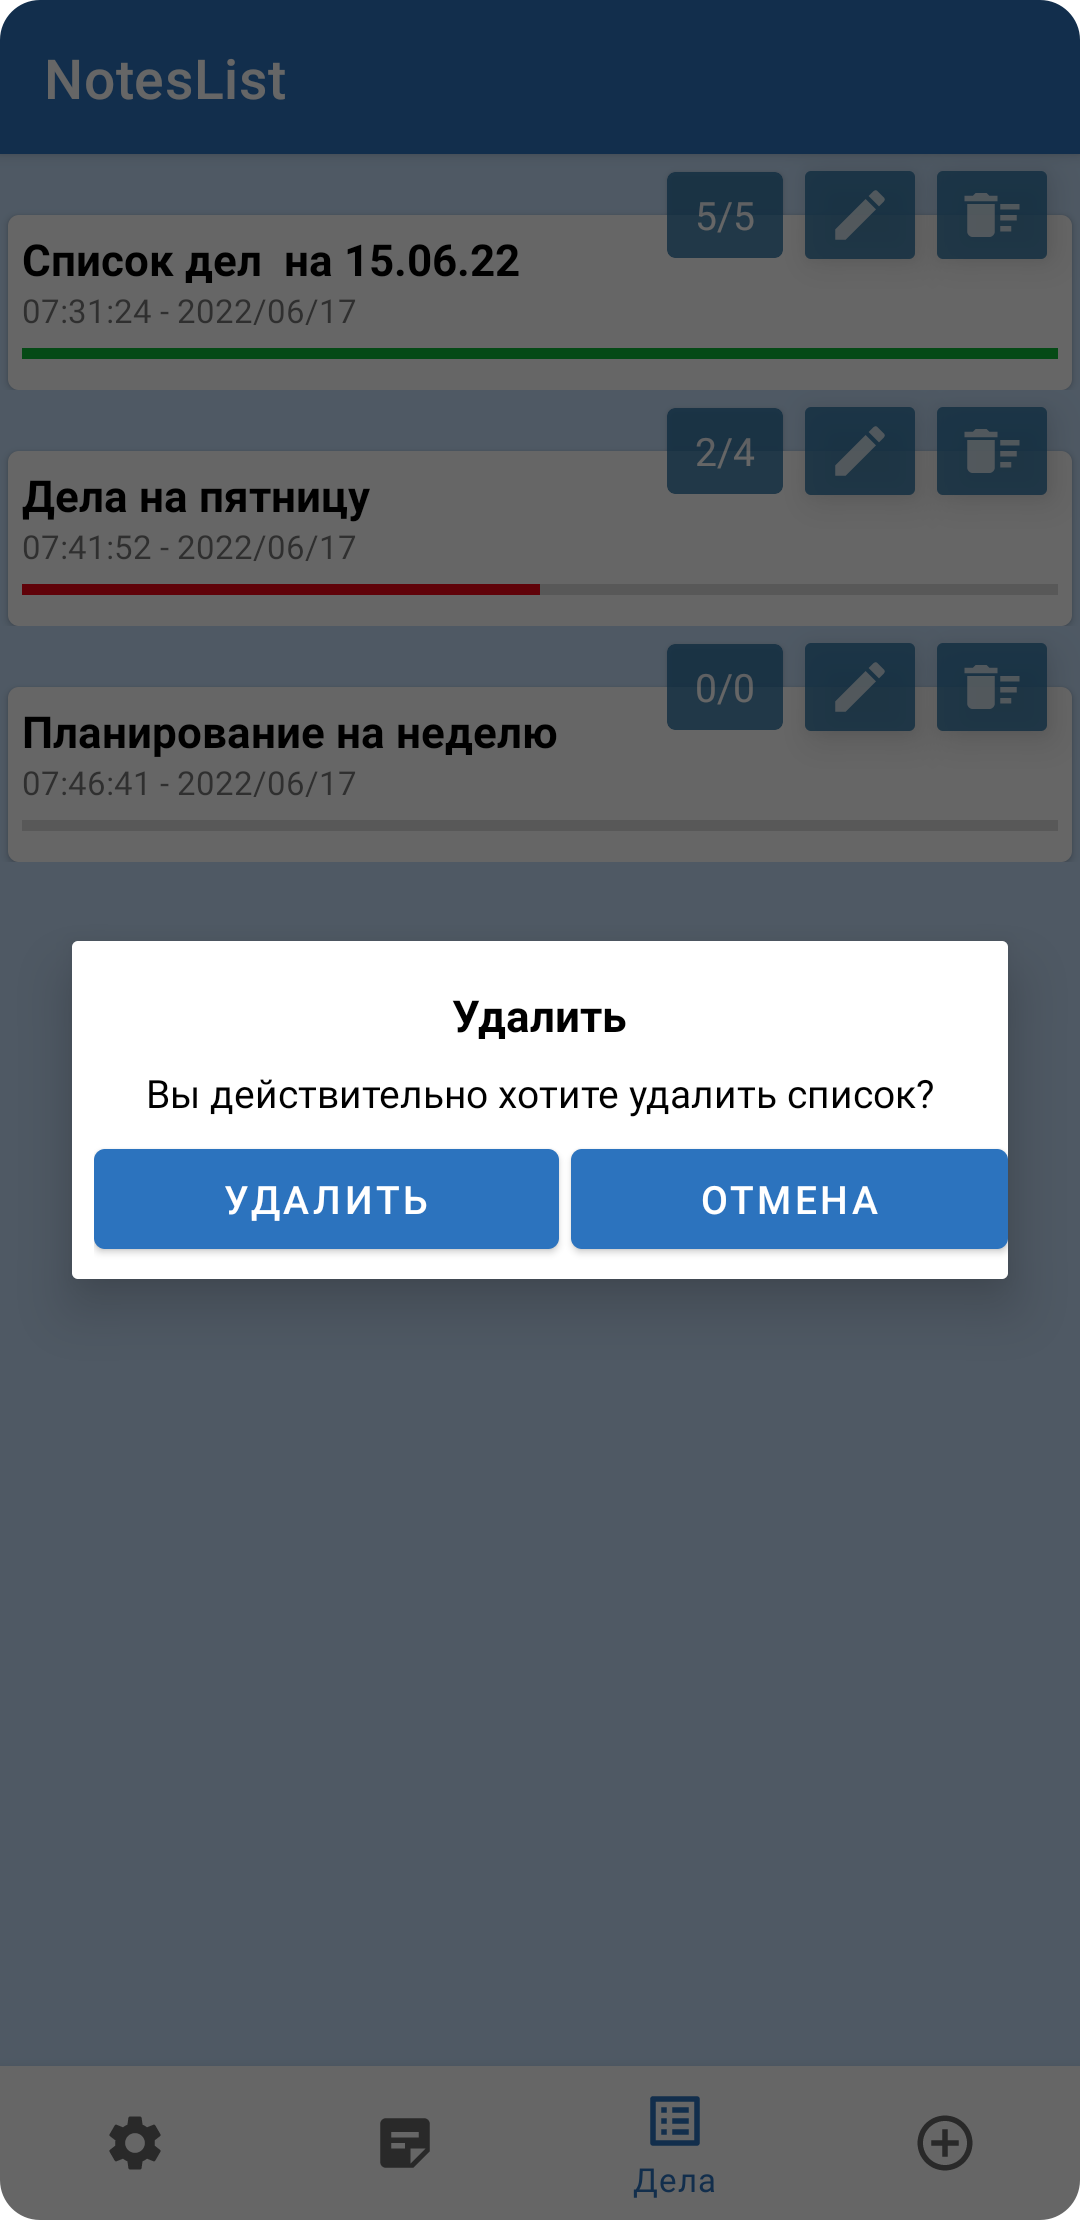 NotesList
5/5
Список дел  на 15.06.22
07:31:24 - 2022/06/17
2/4
Дела на пятницу
07:41:52 - 2022/06/17
0/0
Планирование на неделю
07:46:41 - 2022/06/17
Удалить
Вы действительно хотите удалить список?
УДАЛИТЬ ОТМЕНА
Дела